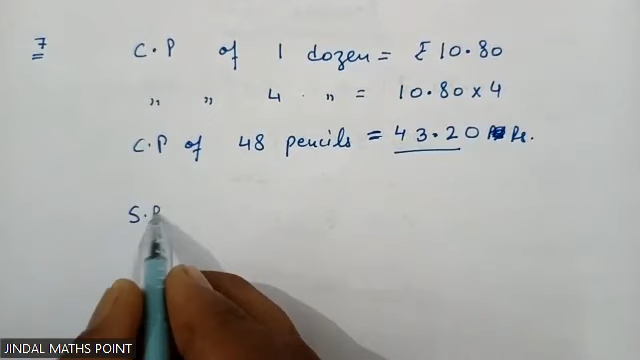 7 C.P of 1 dozen = ₹10.80
„ „ 4 „ = 10.80 x 4
C.P of 48 pencils = 43.20 Rs.
S.P
JINDAL MATHS POINT